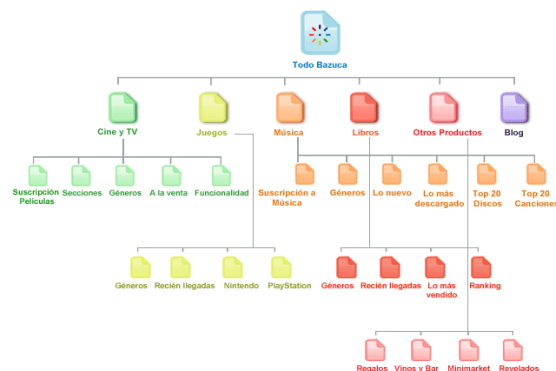 Todo Bazuca
Cine y TV
Juegos
Música
Libros
Otros Productos
Blog
Suscripción
Películas
Secciones
Géneros
A la venta
Funcionalidad
Suscripción a
Música
Géneros
Lo nuevo
Lo más
descargado
Top 20
Discos
Top 20
Canciones
Géneros
Recién llegadas
Nintendo
PlayStation
Géneros
Recién llegadas
Lo más
vendido
Ranking
Regalos
Vinos y Bar
Minimarket
Revelados